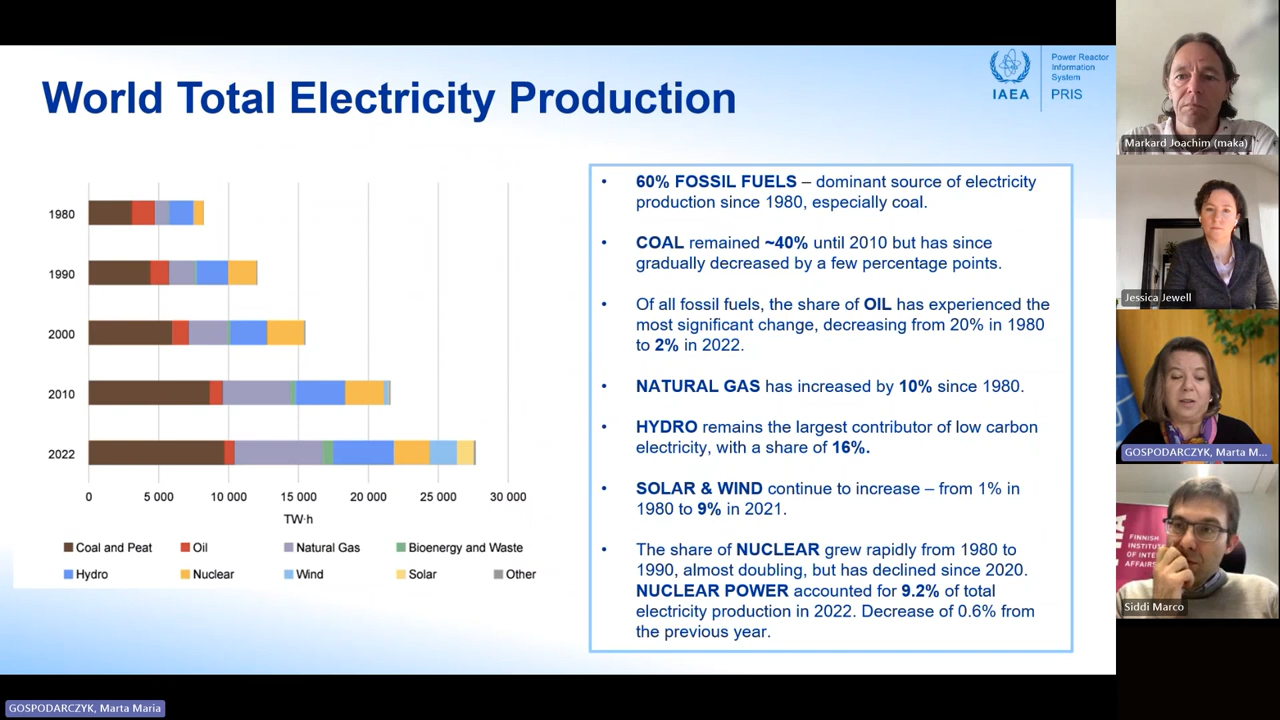 World Total Electricity Production
IAEA
Power Reactor
Information
System
PRIS
1980
1990
2000
2010
2022
0
5 000
10 000
15 000
20 000
25 000
30 000
TW·h
Coal and Peat
Oil
Natural Gas
Bioenergy and Waste
Hydro
Nuclear
Wind
Solar
Other
• 60% FOSSIL FUELS – dominant source of electricity
production since 1980, especially coal.
• COAL remained ~40% until 2010 but has since
gradually decreased by a few percentage points.
• Of all fossil fuels, the share of OIL has experienced the
most significant change, decreasing from 20% in 1980
to 2% in 2022.
• NATURAL GAS has increased by 10% since 1980.
• HYDRO remains the largest contributor of low carbon
electricity, with a share of 16%.
• SOLAR & WIND continue to increase – from 1% in
1980 to 9% in 2021.
• The share of NUCLEAR grew rapidly from 1980 to
1990, almost doubling, but has declined since 2020.
NUCLEAR POWER accounted for 9.2% of total
electricity production in 2022. Decrease of 0.6% from
the previous year.
Markard Joachim (maka)
Jessica Jewell
GOSPODARCZYK, Marta M...
FINNISH
INSTITU
OF INTE
AFFAIRS
Siddi Marco
GOSPODARCZYK, Marta Maria